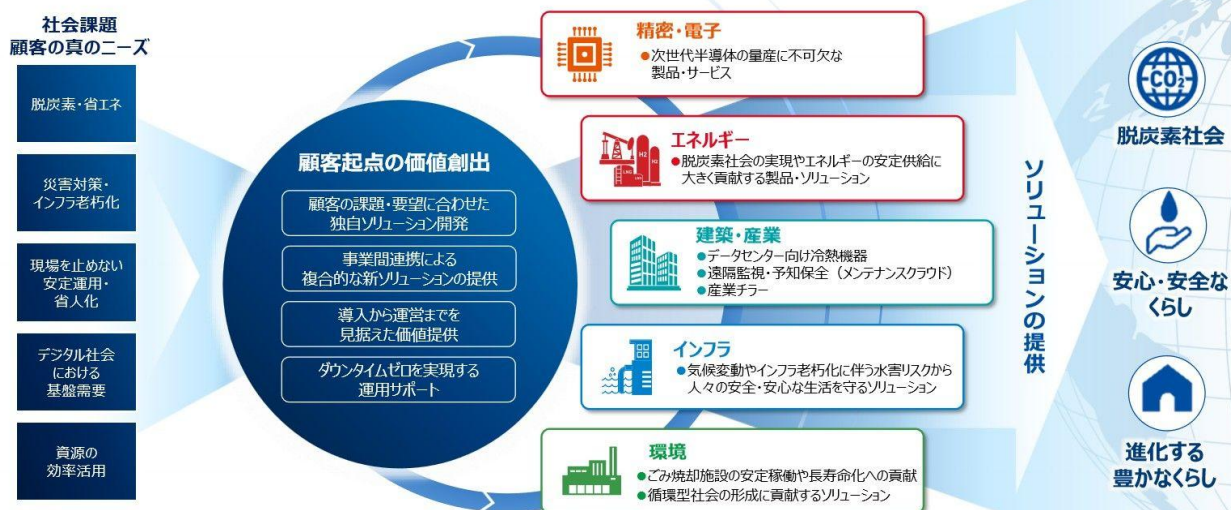 社会課題
顧客の真のニーズ
脱炭素・省エネ
災害対策・
インフラ老朽化
現場を止めない
安定運用・
省人化
デジタル社会
における
基盤需要
資源の
効率活用
顧客起点の価値創出
顧客の課題・要望に合わせた
独自ソリューション開発
事業間連携による
複合的な新ソリューションの提供
導入から運営までを
見据えた価値提供
ダウンタイムゼロを実現する
運用サポート
精密・電子
●次世代半導体の量産に不可欠な
製品・サービス
エネルギー
●脱炭素社会の実現やエネルギーの安定供給に
大きく貢献する製品・ソリューション
H2
H2
LNG
建築・産業
●データセンター向け冷熱機器
●遠隔監視・予知保全（メンテナンスクラウド）
●産業チラー
インフラ
●気候変動やインフラ老朽化に伴う水害リスクから
人々の安全・安心な生活を守るソリューション
環境
●ごみ焼却施設の安定稼働や長寿命化への貢献
●循環型社会の形成に貢献するソリューション
ソリューションの提供
CO2
脱炭素社会
安心・安全な
くらし
進化する
豊かなくらし